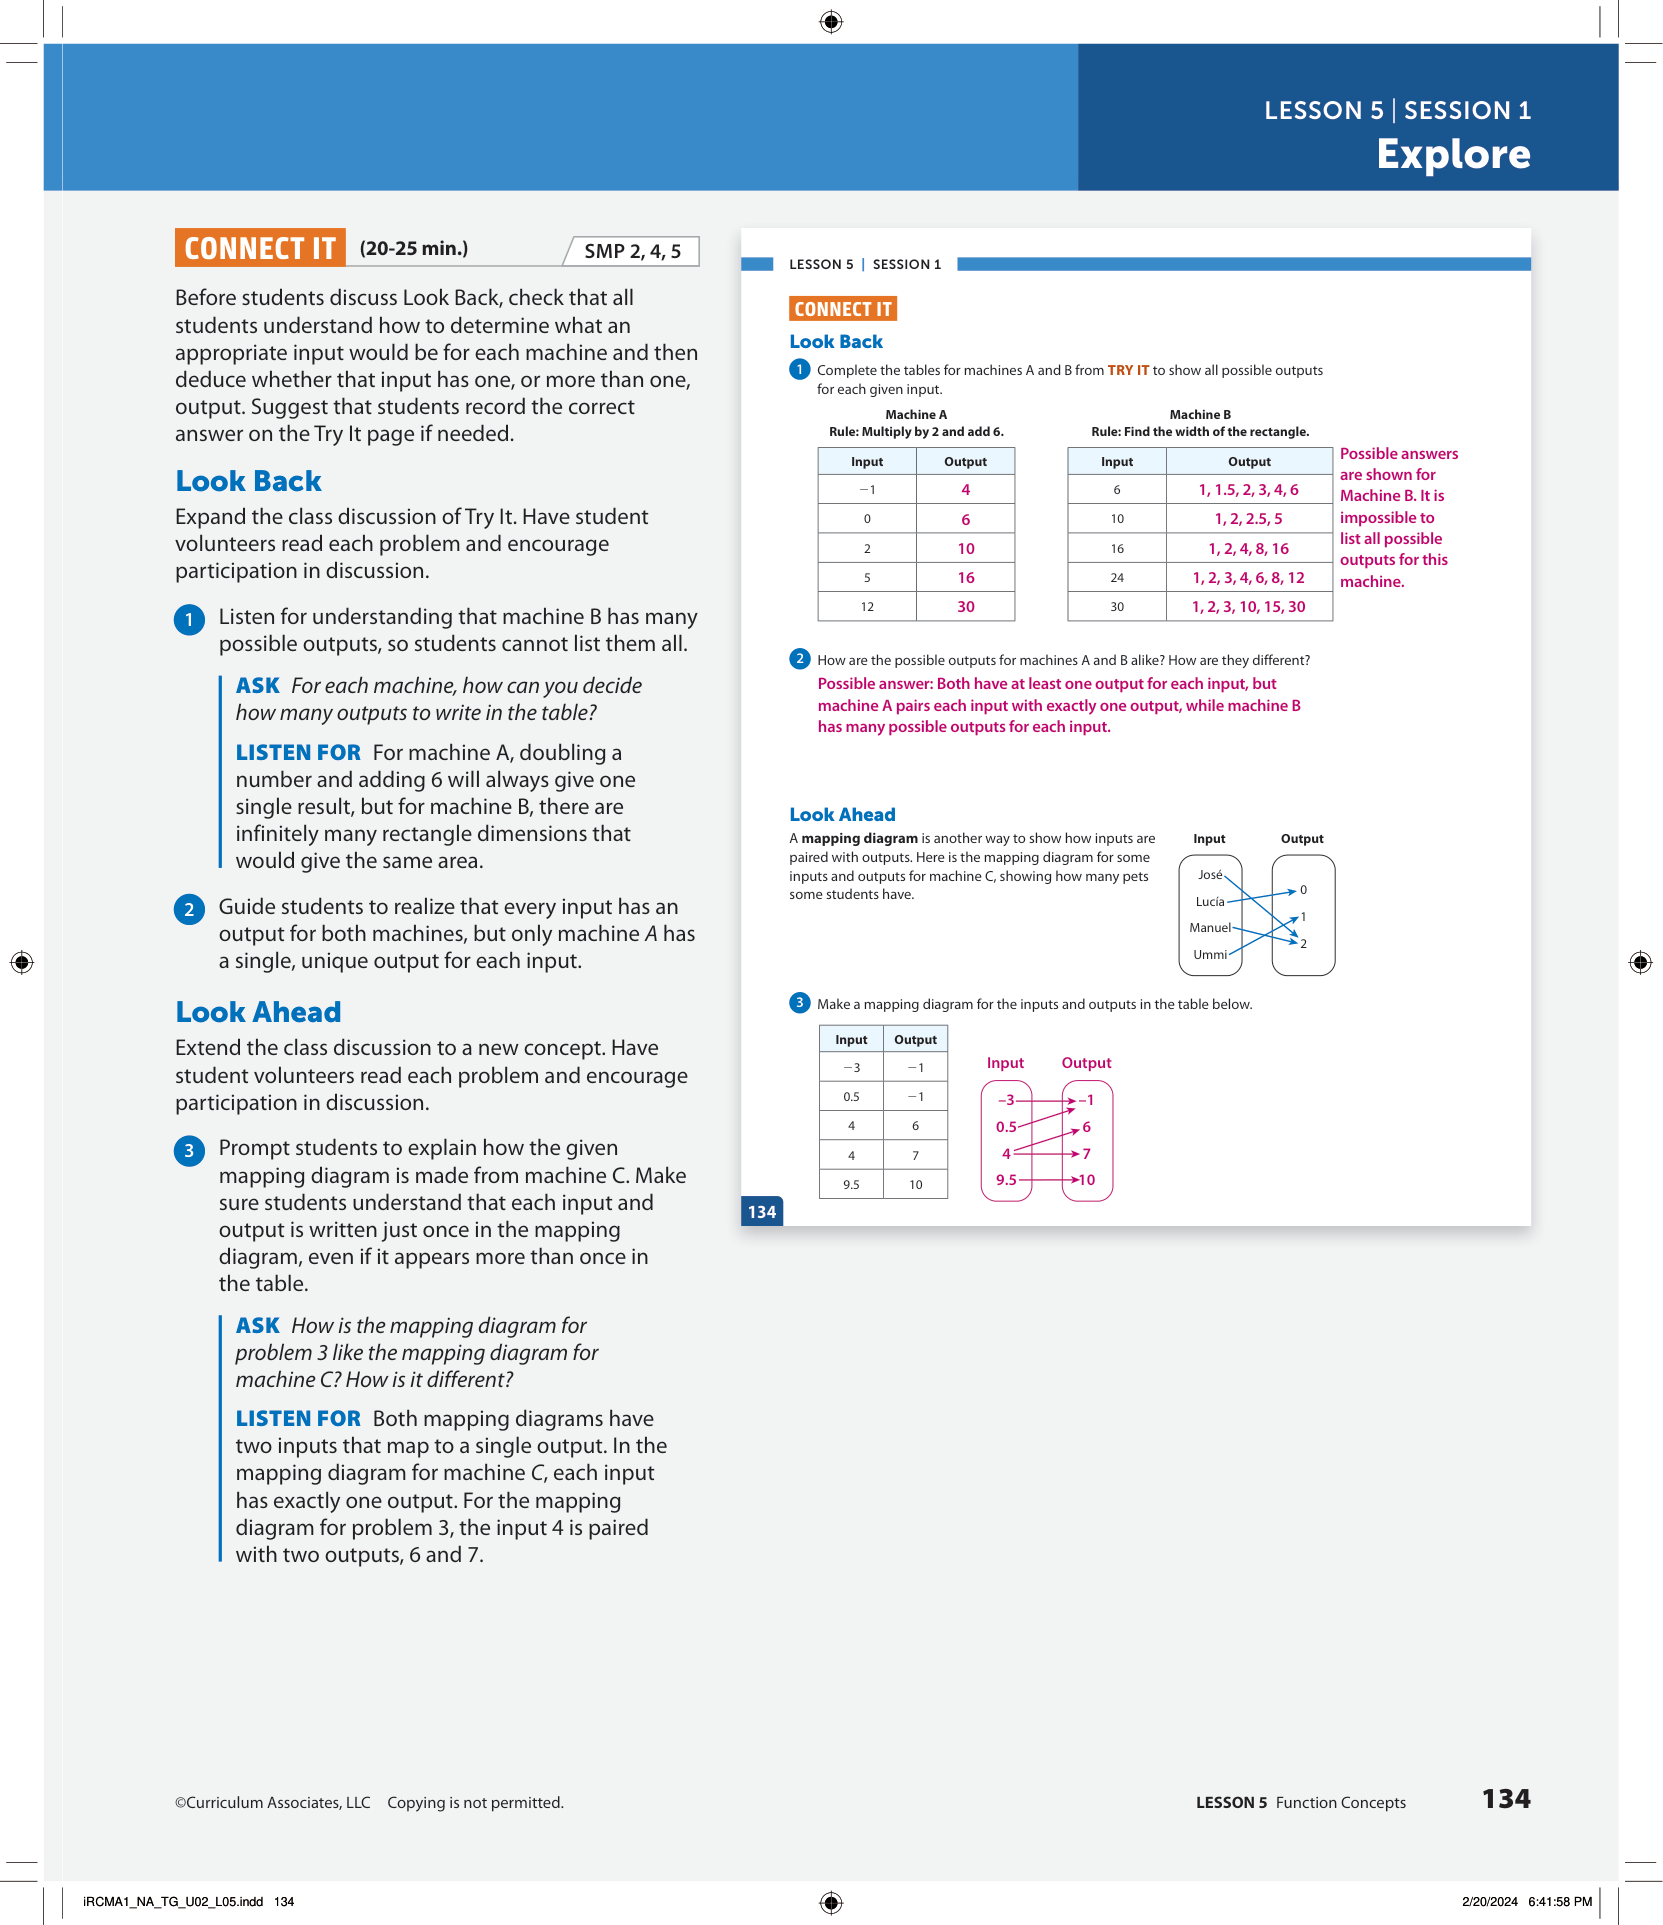 LESSON 5 | SESSION 1
Explore
CONNECT IT (20-25 min.) SMP 2, 4, 5
Before students discuss Look Back, check that all
students understand how to determine what an
appropriate input would be for each machine and then
deduce whether that input has one, or more than one,
output. Suggest that students record the correct
answer on the Try It page if needed.
Look Back
Expand the class discussion of Try It. Have student
volunteers read each problem and encourage
participation in discussion.
1 Listen for understanding that machine B has many
possible outputs, so students cannot list them all.
ASK For each machine, how can you decide
how many outputs to write in the table?
LISTEN FOR For machine A, doubling a
number and adding 6 will always give one
single result, but for machine B, there are
infinitely many rectangle dimensions that
would give the same area.
2 Guide students to realize that every input has an
output for both machines, but only machine A has
a single, unique output for each input.
Look Ahead
Extend the class discussion to a new concept. Have
student volunteers read each problem and encourage
participation in discussion.
3 Prompt students to explain how the given
mapping diagram is made from machine C. Make
sure students understand that each input and
output is written just once in the mapping
diagram, even if it appears more than once in
the table.
ASK How is the mapping diagram for
problem 3 like the mapping diagram for
machine C? How is it different?
LISTEN FOR Both mapping diagrams have
two inputs that map to a single output. In the
mapping diagram for machine C, each input
has exactly one output. For the mapping
diagram for problem 3, the input 4 is paired
with two outputs, 6 and 7.
LESSON 5 | SESSION 1
CONNECT IT
Look Back
1 Complete the tables for machines A and B from TRY IT to show all possible outputs
for each given input.
Machine A
Rule: Multiply by 2 and add 6.
Input Output
−1 4
0 6
2 10
5 16
12 30
Machine B
Rule: Find the width of the rectangle.
Input Output
6 1, 1.5, 2, 3, 4, 6
10 1, 2, 2.5, 5
16 1, 2, 4, 8, 16
24 1, 2, 3, 4, 6, 8, 12
30 1, 2, 3, 10, 15, 30
Possible answers
are shown for
Machine B. It is
impossible to
list all possible
outputs for this
machine.
2 How are the possible outputs for machines A and B alike? How are they different?
Possible answer: Both have at least one output for each input, but
machine A pairs each input with exactly one output, while machine B
has many possible outputs for each input.
Look Ahead
A mapping diagram is another way to show how inputs are
paired with outputs. Here is the mapping diagram for some
inputs and outputs for machine C, showing how many pets
some students have.
Input Output
José
Lucía
Manuel
Ummi
0
1
2
3 Make a mapping diagram for the inputs and outputs in the table below.
Input Output
−3 −1
0.5 −1
4 6
4 7
9.5 10
Input Output
–3 –1
0.5 6
4 7
9.5 10
134
©Curriculum Associates, LLC Copying is not permitted.
LESSON 5 Function Concepts 134
iRCMA1_NA_TG_U02_L05.indd 134
2/20/2024 6:41:58 PM